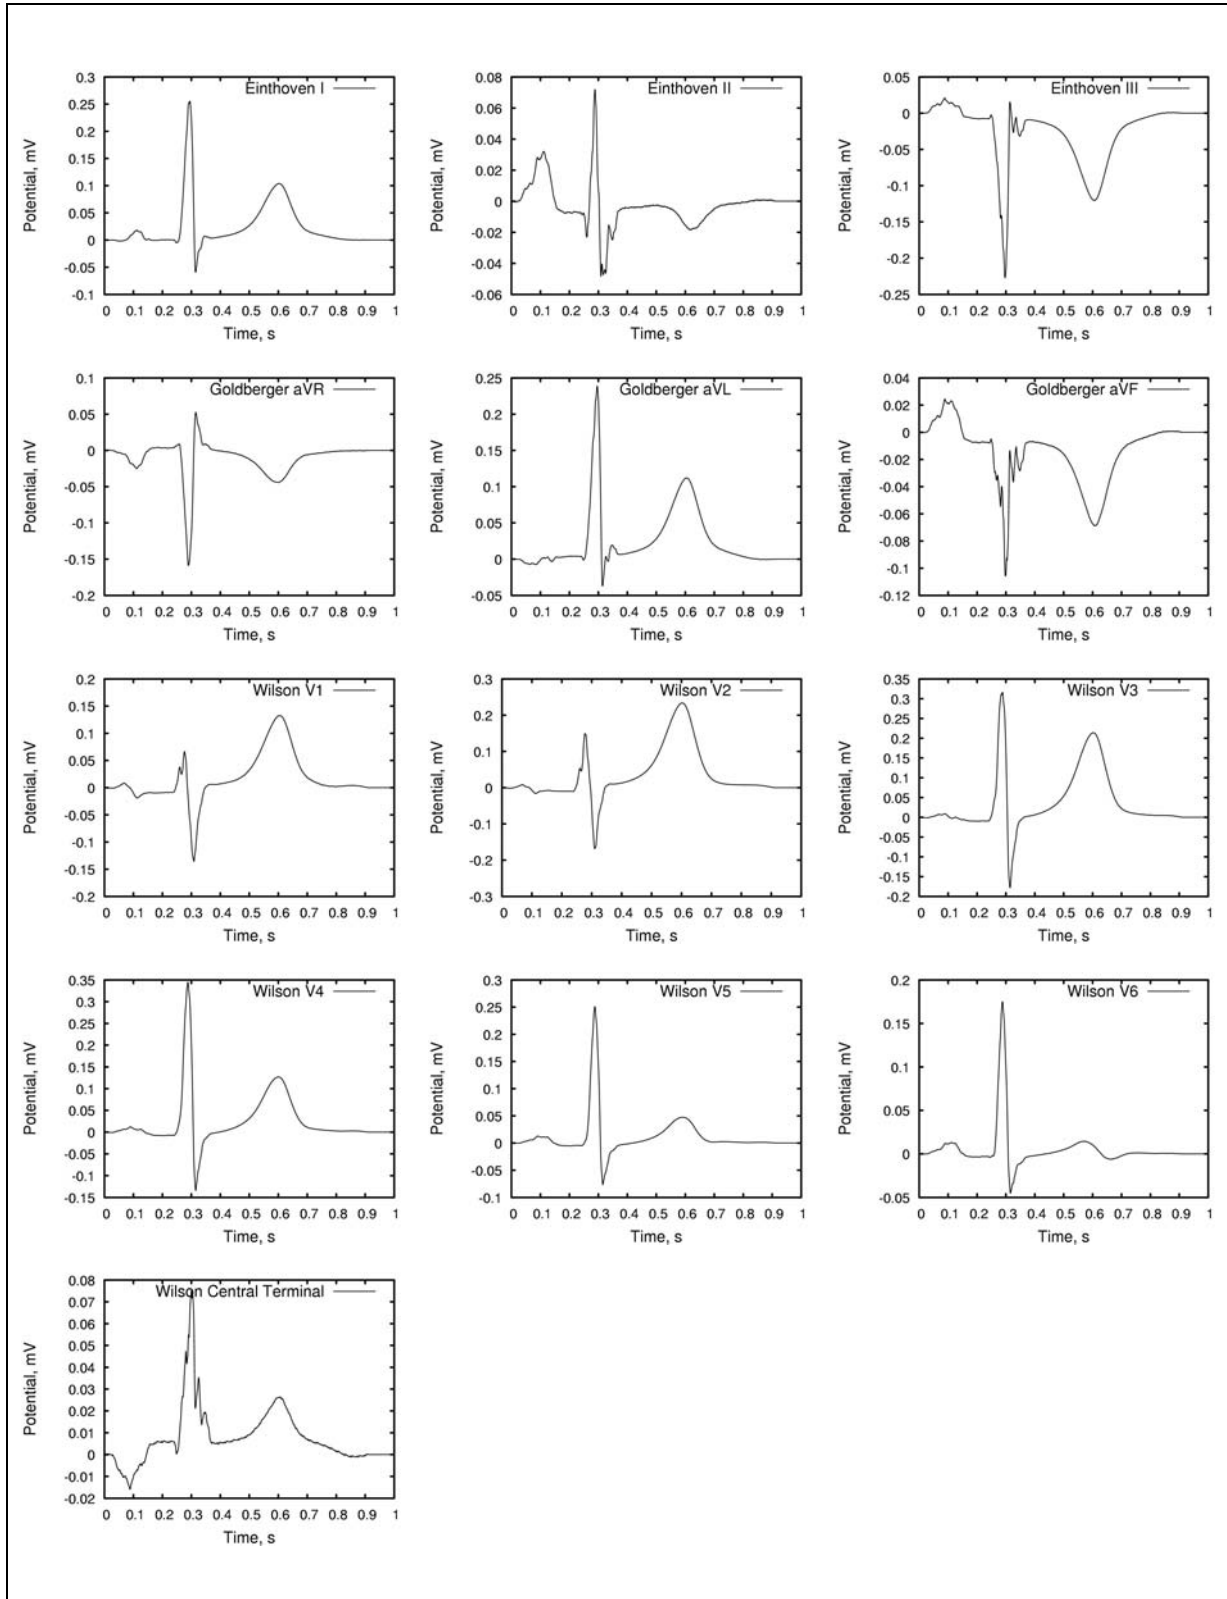 Einthoven I
Potential, mV
0.3
0.25
0.2
0.15
0.1
0.05
0
-0.05
-0.1
0 0.1 0.2 0.3 0.4 0.5 0.6 0.7 0.8 0.9 1
Time, s
Einthoven II
Potential, mV
0.08
0.06
0.04
0.02
0
-0.02
-0.04
-0.06
0 0.1 0.2 0.3 0.4 0.5 0.6 0.7 0.8 0.9 1
Time, s
Einthoven III
Potential, mV
0.05
0
-0.05
-0.1
-0.15
-0.2
-0.25
0 0.1 0.2 0.3 0.4 0.5 0.6 0.7 0.8 0.9 1
Time, s
Goldberger aVR
Potential, mV
0.1
0.05
0
-0.05
-0.1
-0.15
-0.2
0 0.1 0.2 0.3 0.4 0.5 0.6 0.7 0.8 0.9 1
Time, s
Goldberger aVL
Potential, mV
0.25
0.2
0.15
0.1
0.05
0
-0.05
0 0.1 0.2 0.3 0.4 0.5 0.6 0.7 0.8 0.9 1
Time, s
Goldberger aVF
Potential, mV
0.04
0.02
0
-0.02
-0.04
-0.06
-0.08
-0.1
-0.12
0 0.1 0.2 0.3 0.4 0.5 0.6 0.7 0.8 0.9 1
Time, s
Wilson V1
Potential, mV
0.2
0.15
0.1
0.05
0
-0.05
-0.1
-0.15
-0.2
0 0.1 0.2 0.3 0.4 0.5 0.6 0.7 0.8 0.9 1
Time, s
Wilson V2
Potential, mV
0.3
0.2
0.1
0
-0.1
-0.2
-0.3
0 0.1 0.2 0.3 0.4 0.5 0.6 0.7 0.8 0.9 1
Time, s
Wilson V3
Potential, mV
0.35
0.3
0.25
0.2
0.15
0.1
0.05
0
-0.05
-0.1
-0.15
-0.2
0 0.1 0.2 0.3 0.4 0.5 0.6 0.7 0.8 0.9 1
Time, s
Wilson V4
Potential, mV
0.35
0.3
0.25
0.2
0.15
0.1
0.05
0
-0.05
-0.1
-0.15
0 0.1 0.2 0.3 0.4 0.5 0.6 0.7 0.8 0.9 1
Time, s
Wilson V5
Potential, mV
0.3
0.25
0.2
0.15
0.1
0.05
0
-0.05
-0.1
0 0.1 0.2 0.3 0.4 0.5 0.6 0.7 0.8 0.9 1
Time, s
Wilson V6
Potential, mV
0.2
0.15
0.1
0.05
0
-0.05
0 0.1 0.2 0.3 0.4 0.5 0.6 0.7 0.8 0.9 1
Time, s
Wilson Central Terminal
Potential, mV
0.08
0.07
0.06
0.05
0.04
0.03
0.02
0.01
0
-0.01
-0.02
0 0.1 0.2 0.3 0.4 0.5 0.6 0.7 0.8 0.9 1
Time, s